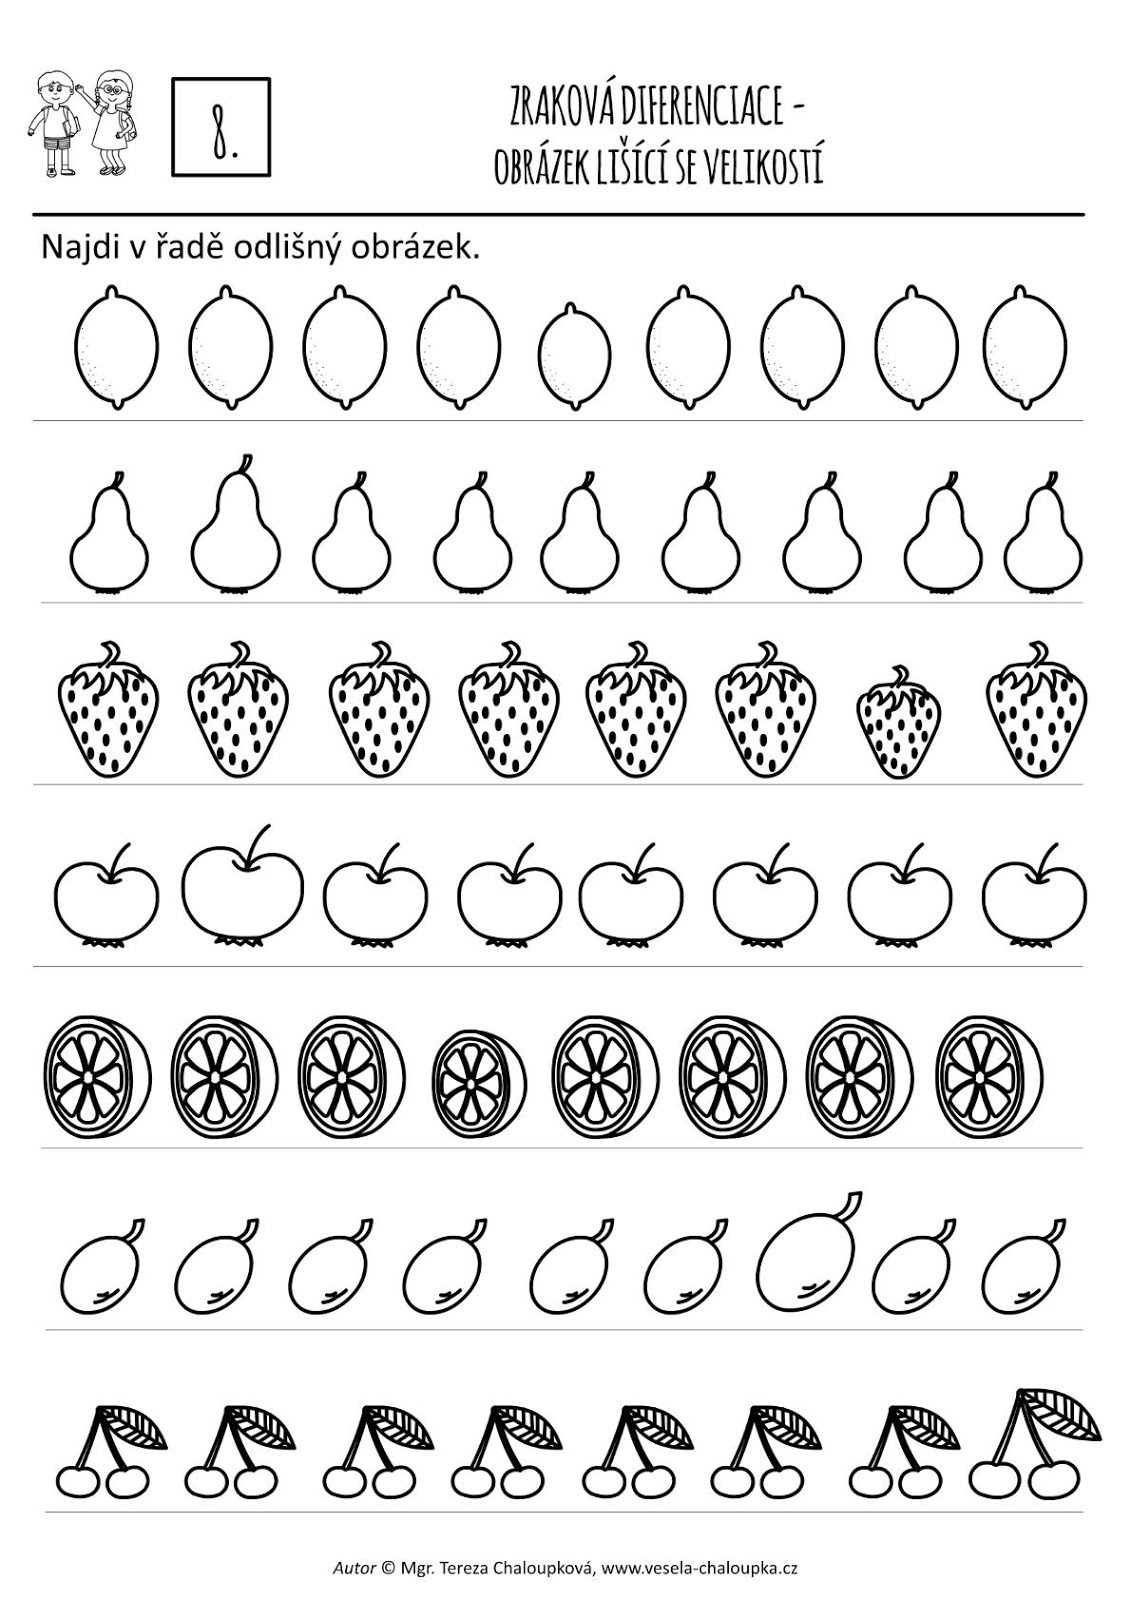 8.
ZRAKOVÁ DIFERENCIACE -
OBRÁZEK LIŠÍCÍ SE VELIKOSTÍ
Najdi v řadě odlišný obrázek.
Autor © Mgr. Tereza Chaloupková, www.vesela-chaloupka.cz